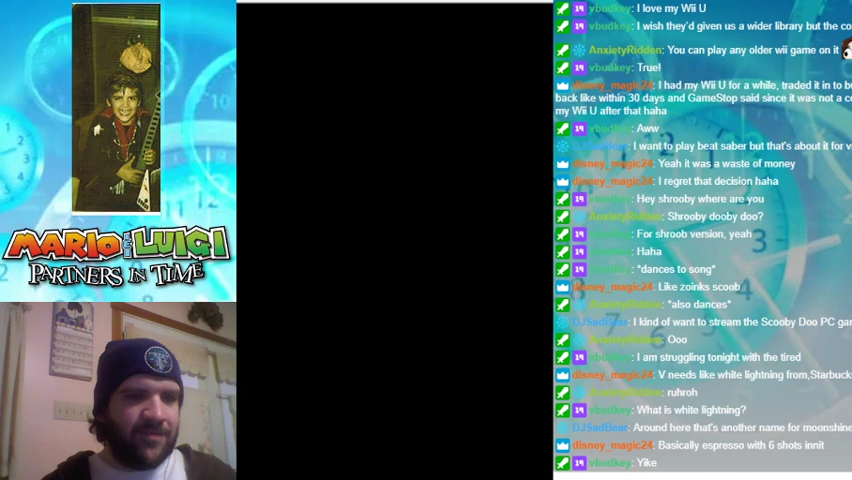 MARIO & LUIGI
PARTNERS IN TIME
vbudkey: I love my Wii U
vbudkey: I wish they'd given us a wider library but the co
AnxietyRidden: You can play any older wii game on it
vbudkey: True!
disney_magic24: I had my Wii U for a while, traded it in to b
back like within 30 days and GameStop said since it was not a c
my Wii U after that haha
vbudkey: Aww
DJSadBear: I want to play beat saber but that's about it for v
disney_magic24: Yeah it was a waste of money
disney_magic24: I regret that decision haha
vbudkey: Hey shrooby where are you
AnxietyRidden: Shrooby dooby doo?
vbudkey: For shroob version, yeah
vbudkey: Haha
vbudkey: *dances to song*
disney_magic24: Like zoinks scoob
AnxietyRidden: *also dances*
DJSadBear: I kind of want to stream the Scooby Doo PC gar
AnxietyRidden: Ooo
vbudkey: I am struggling tonight with the tired
disney_magic24: V needs like white lightning from,Starbucks
AnxietyRidden: ruhroh
vbudkey: What is white lightning?
DJSadBear: Around here that's another name for moonshine
disney_magic24: Basically espresso with 6 shots innit
vbudkey: Yike